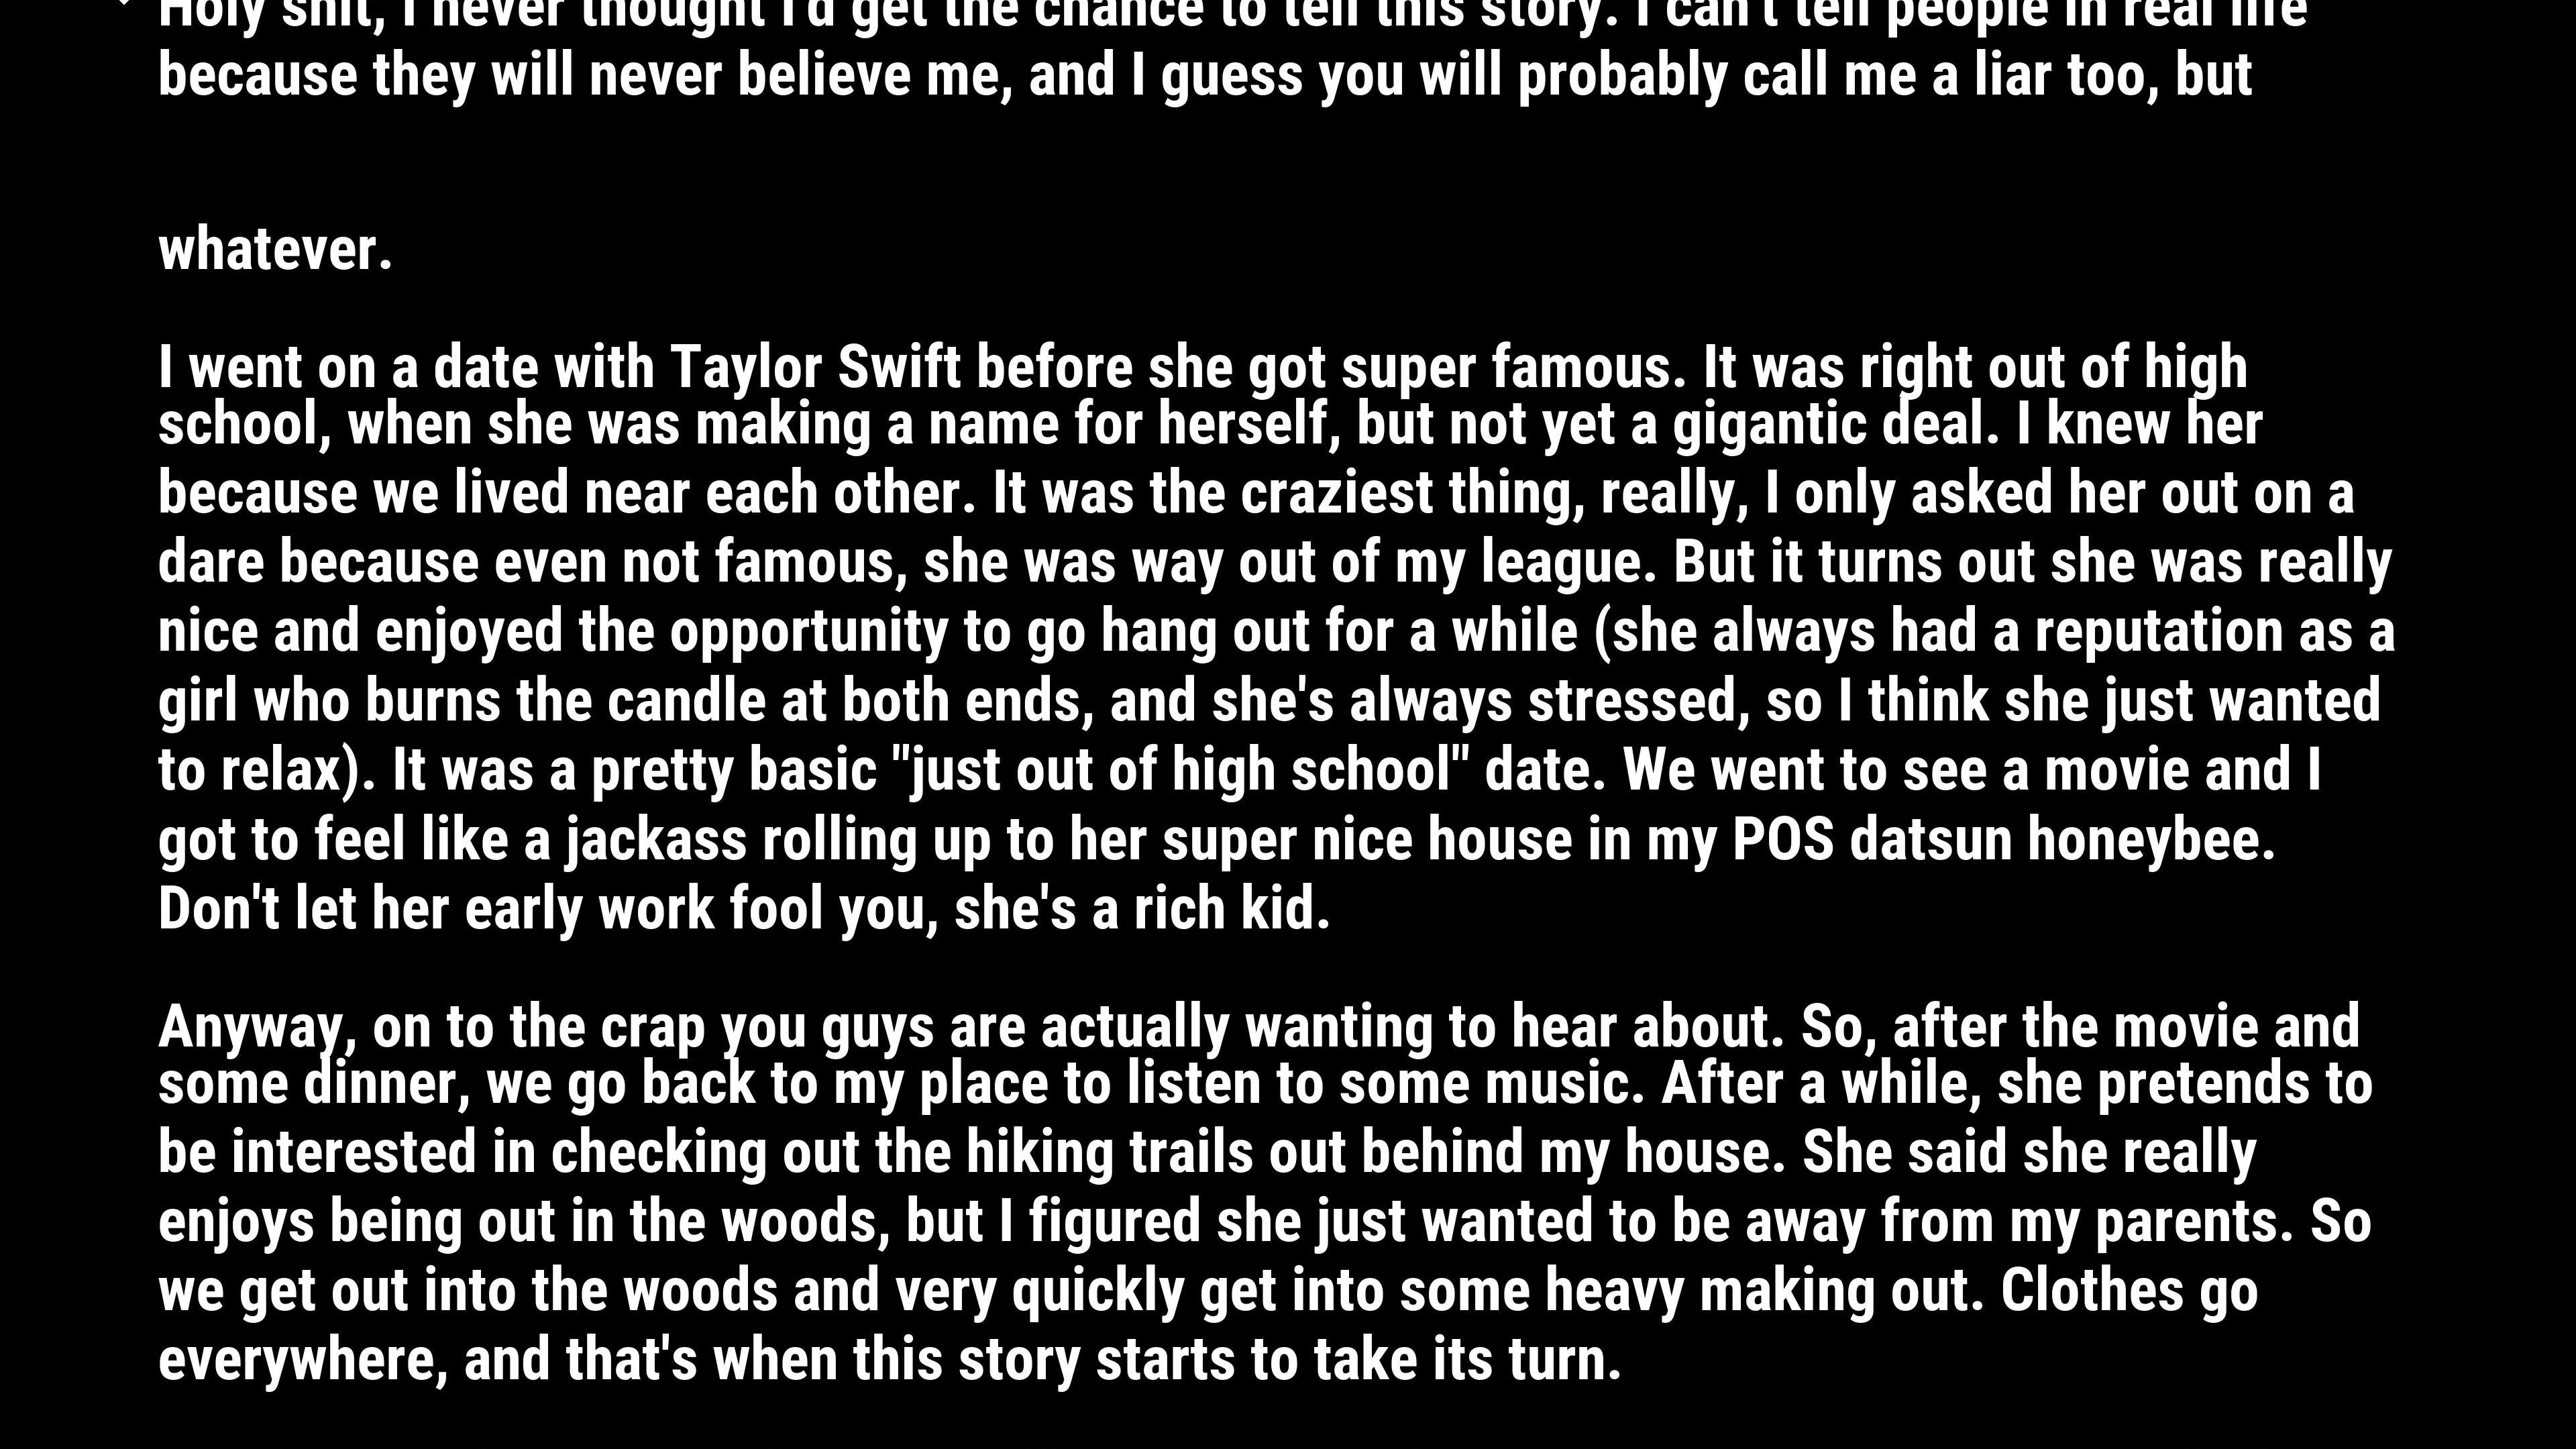 Holy shit, I never thought I'd get the chance to tell this story. I can't tell people in real life
because they will never believe me, and I guess you will probably call me a liar too, but
whatever.
I went on a date with Taylor Swift before she got super famous. It was right out of high
school, when she was making a name for herself, but not yet a gigantic deal. I knew her
because we lived near each other. It was the craziest thing, really, I only asked her out on a
dare because even not famous, she was way out of my league. But it turns out she was really
nice and enjoyed the opportunity to go hang out for a while (she always had a reputation as a
girl who burns the candle at both ends, and she's always stressed, so I think she just wanted
to relax). It was a pretty basic "just out of high school" date. We went to see a movie and I
got to feel like a jackass rolling up to her super nice house in my POS datsun honeybee.
Don't let her early work fool you, she's a rich kid.
Anyway, on to the crap you guys are actually wanting to hear about. So, after the movie and
some dinner, we go back to my place to listen to some music. After a while, she pretends to
be interested in checking out the hiking trails out behind my house. She said she really
enjoys being out in the woods, but I figured she just wanted to be away from my parents. So
we get out into the woods and very quickly get into some heavy making out. Clothes go
everywhere, and that's when this story starts to take its turn.